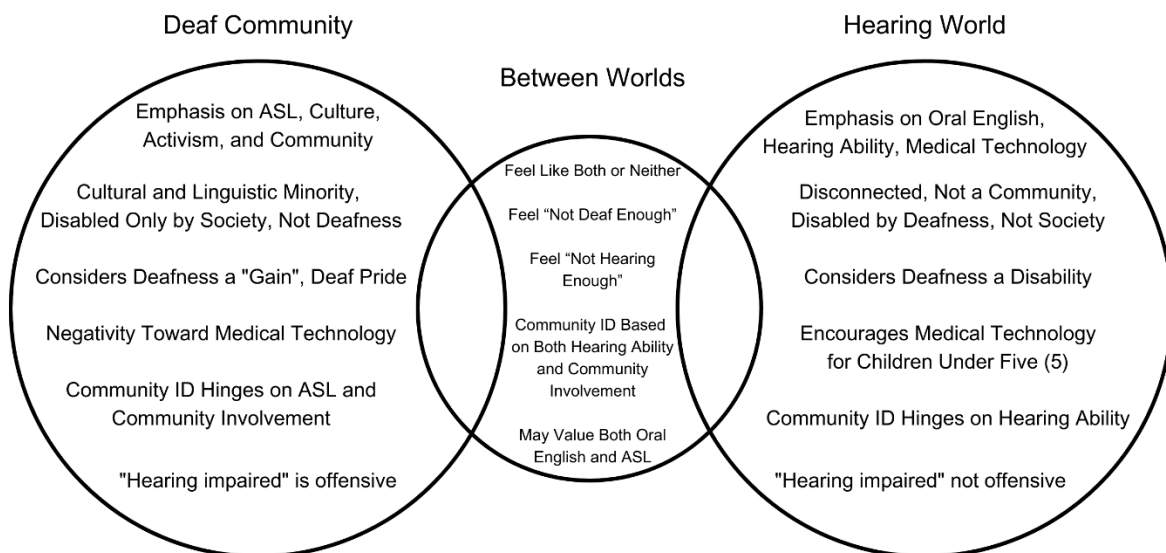 Deaf Community
Emphasis on ASL, Culture,
Activism, and Community
Cultural and Linguistic Minority,
Disabled Only by Society, Not Deafness
Considers Deafness a "Gain", Deaf Pride
Negativity Toward Medical Technology
Community ID Hinges on ASL and
Community Involvement
"Hearing impaired" is offensive
Between Worlds
Feel Like Both or Neither
Feel “Not Deaf Enough”
Feel “Not Hearing
Enough”
Community ID Based
on Both Hearing Ability
and Community
Involvement
May Value Both Oral
English and ASL
Hearing World
Emphasis on Oral English,
Hearing Ability, Medical Technology
Disconnected, Not a Community,
Disabled by Deafness, Not Society
Considers Deafness a Disability
Encourages Medical Technology
for Children Under Five (5)
Community ID Hinges on Hearing Ability
"Hearing impaired" not offensive